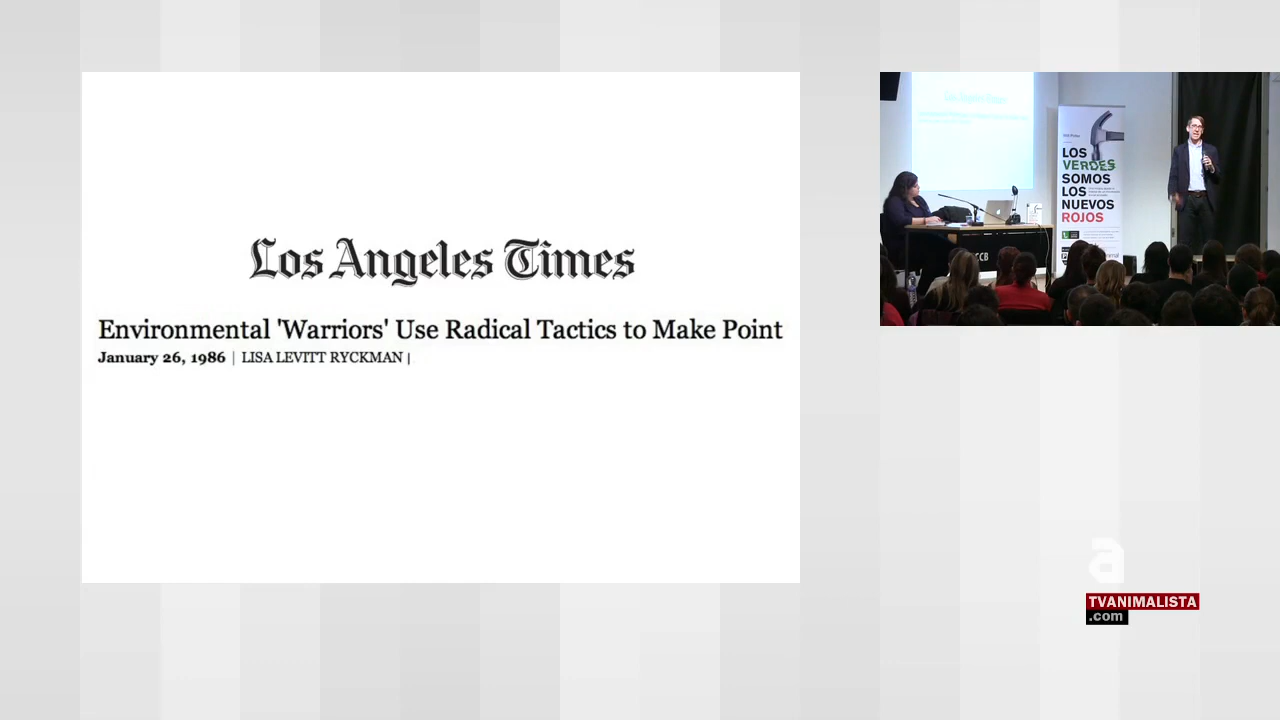 Los Angeles Times
Environmental 'Warriors' Use Radical Tactics to Make Point
January 26, 1986 | LISA LEVITT RYCKMAN |
LOS
VERDES
SOMOS
LOS
NUEVOS
ROJOS
CCB
a
TVANIMALISTA
.com